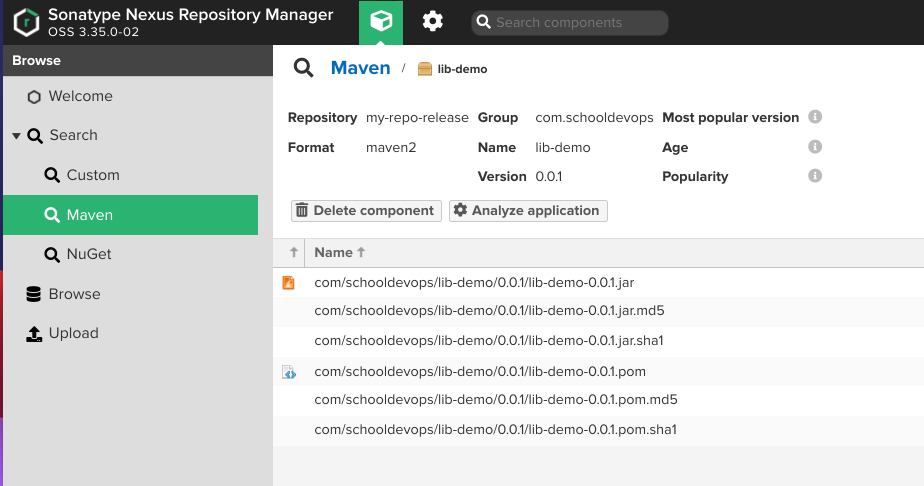 Sonatype Nexus Repository Manager
OSS 3.35.0-02
Search components
Browse
Welcome
Search
Custom
Maven
NuGet
Browse
Upload
Maven / lib-demo
Repository my-repo-release Group com.schooldevops Most popular version
Format maven2 Name lib-demo Age
Version 0.0.1 Popularity
Delete component Analyze application
Name
com/schooldevops/lib-demo/0.0.1/lib-demo-0.0.1.jar
com/schooldevops/lib-demo/0.0.1/lib-demo-0.0.1.jar.md5
com/schooldevops/lib-demo/0.0.1/lib-demo-0.0.1.jar.sha1
com/schooldevops/lib-demo/0.0.1/lib-demo-0.0.1.pom
com/schooldevops/lib-demo/0.0.1/lib-demo-0.0.1.pom.md5
com/schooldevops/lib-demo/0.0.1/lib-demo-0.0.1.pom.sha1